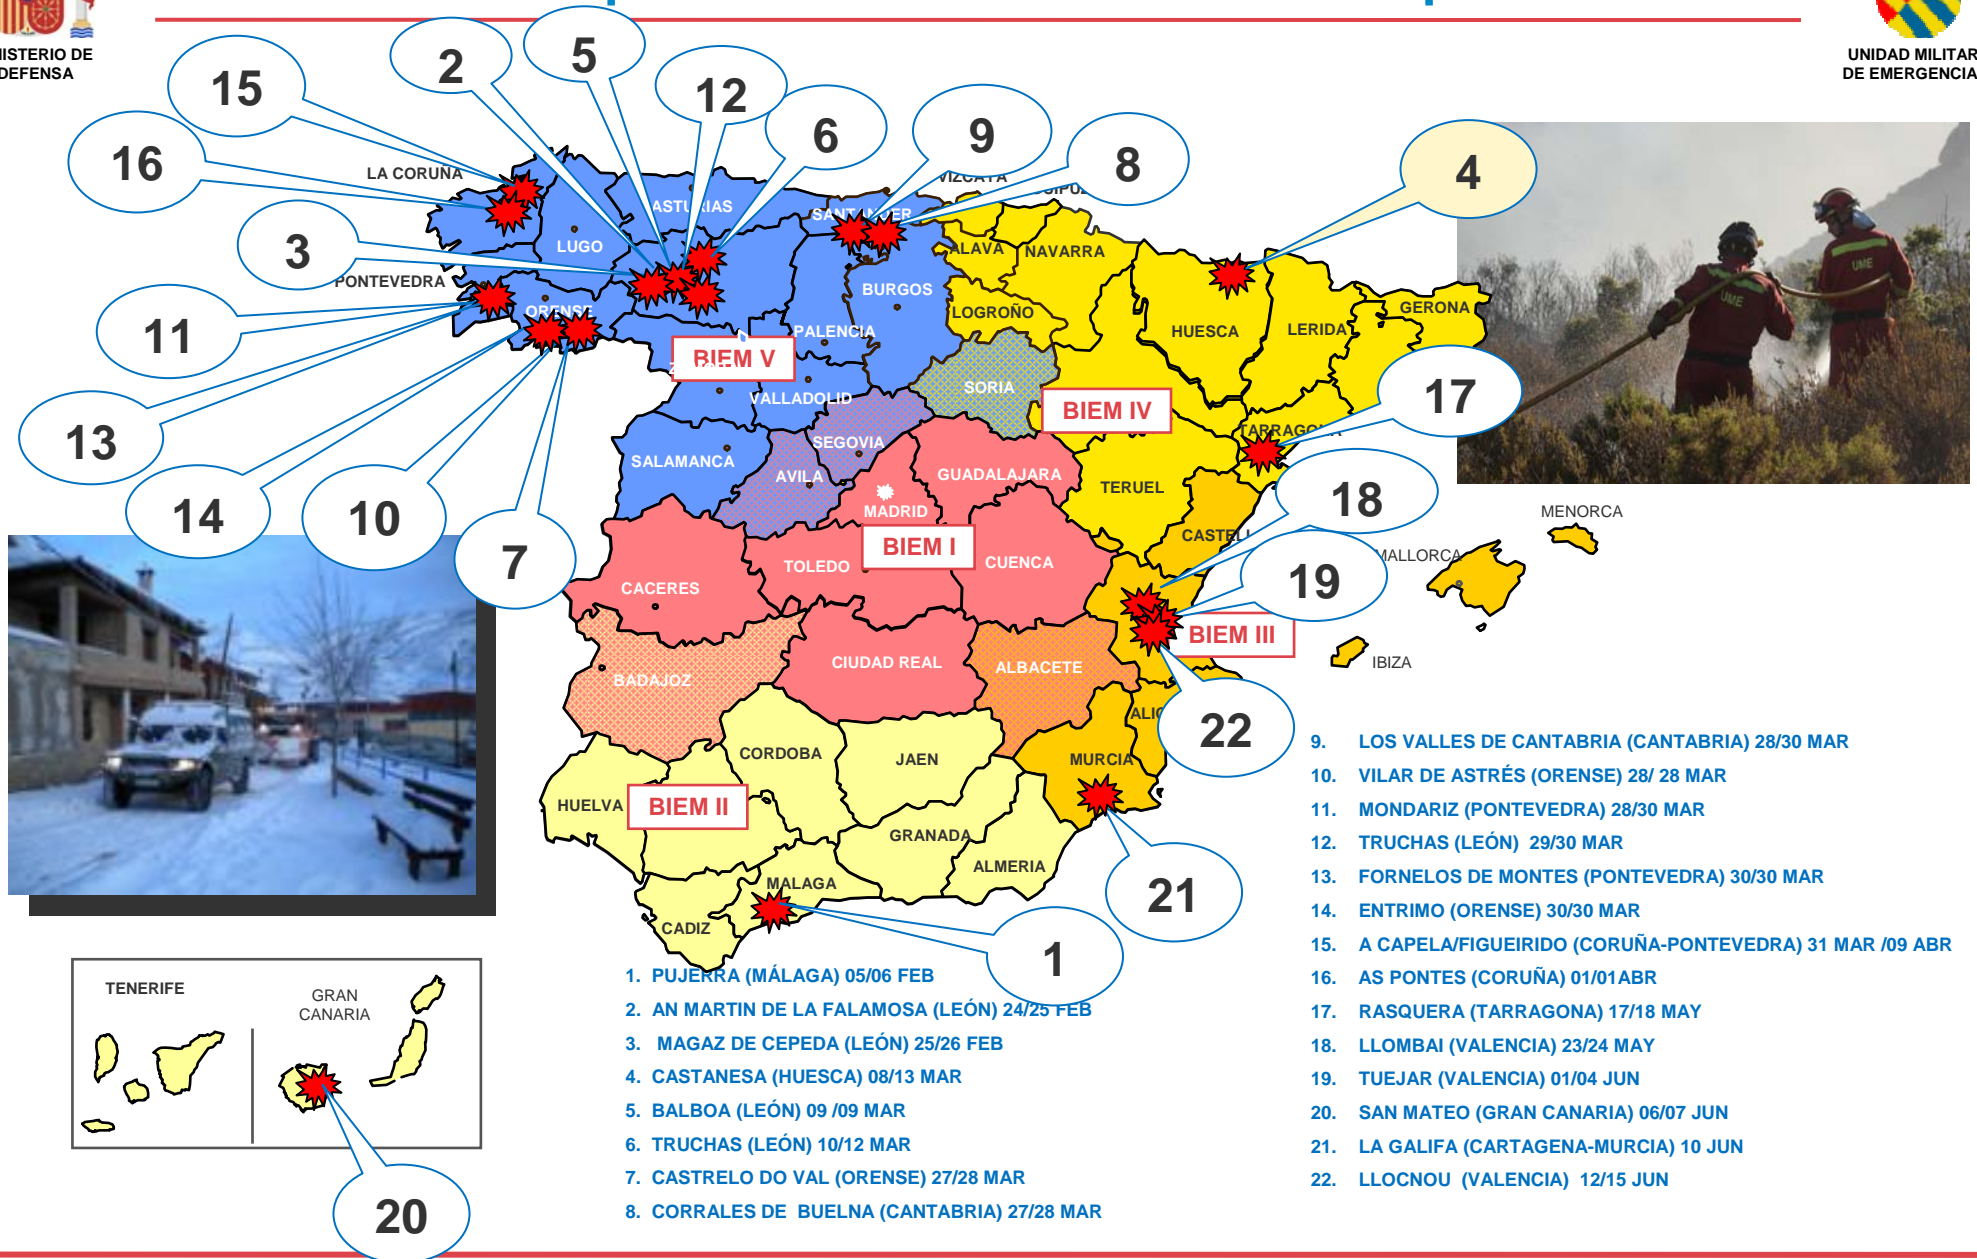 MINISTERIO DE
DEFENSA
UNIDAD MILITAR
DE EMERGENCIA
2
5
15
12
6
9
8
4
16
3
11
13
14
10
7
17
18
19
22
21
1
20
LA CORUÑA
LUGO
ASTURIAS
SANTANDER
VIZCAYA
ALAVA
NAVARRA
PONTEVEDRA
ORENSE
BURGOS
LOGROÑO
HUESCA
LERIDA
GERONA
PALENCIA
BIEM V
SORIA
BIEM IV
VALLADOLID
TARRAGONA
SEGOVIA
SALAMANCA
AVILA
GUADALAJARA
TERUEL
MADRID
BIEM I
CASTELL
MENORCA
MALLORCA
TOLEDO
CUENCA
CACERES
BIEM III
IBIZA
CIUDAD REAL
ALBACETE
BADAJOZ
ALIC
CORDOBA
JAEN
MURCIA
HUELVA
BIEM II
GRANADA
ALMERIA
MALAGA
CADIZ
TENERIFE
GRAN
CANARIA
UME
UME
1. PUJERRA (MÁLAGA) 05/06 FEB
2. AN MARTIN DE LA FALAMOSA (LEÓN) 24/25 FEB
3. MAGAZ DE CEPEDA (LEÓN) 25/26 FEB
4. CASTANESA (HUESCA) 08/13 MAR
5. BALBOA (LEÓN) 09 /09 MAR
6. TRUCHAS (LEÓN) 10/12 MAR
7. CASTRELO DO VAL (ORENSE) 27/28 MAR
8. CORRALES DE BUELNA (CANTABRIA) 27/28 MAR
9. LOS VALLES DE CANTABRIA (CANTABRIA) 28/30 MAR
10. VILAR DE ASTRÉS (ORENSE) 28/ 28 MAR
11. MONDARIZ (PONTEVEDRA) 28/30 MAR
12. TRUCHAS (LEÓN) 29/30 MAR
13. FORNELOS DE MONTES (PONTEVEDRA) 30/30 MAR
14. ENTRIMO (ORENSE) 30/30 MAR
15. A CAPELA/FIGUEIRIDO (CORUÑA-PONTEVEDRA) 31 MAR /09 ABR
16. AS PONTES (CORUÑA) 01/01ABR
17. RASQUERA (TARRAGONA) 17/18 MAY
18. LLOMBAI (VALENCIA) 23/24 MAY
19. TUEJAR (VALENCIA) 01/04 JUN
20. SAN MATEO (GRAN CANARIA) 06/07 JUN
21. LA GALIFA (CARTAGENA-MURCIA) 10 JUN
22. LLOCNOU (VALENCIA) 12/15 JUN